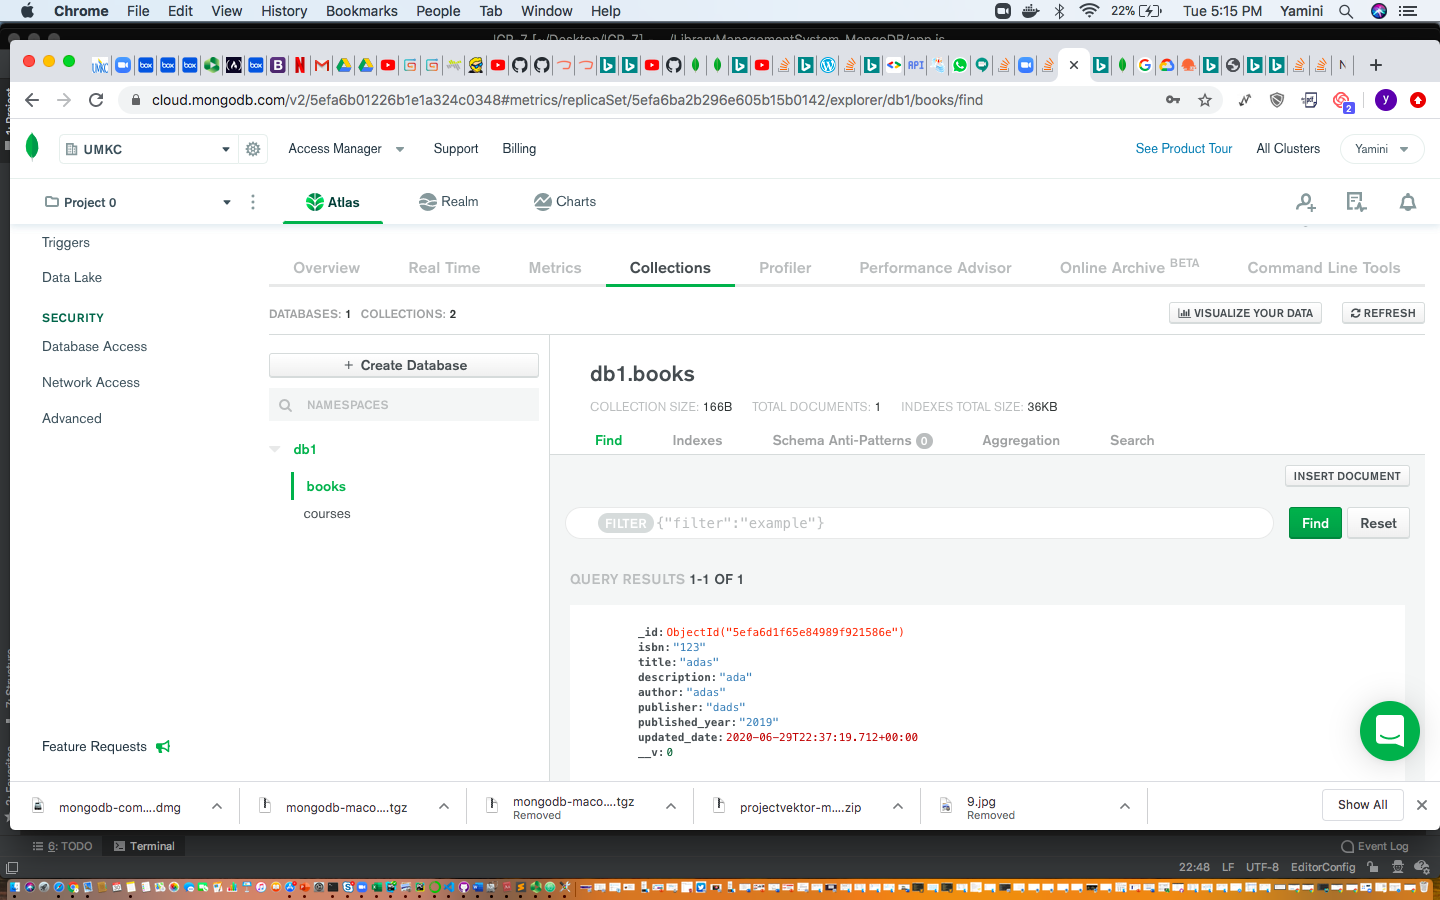 Chrome File Edit View History Bookmarks People Tab Window Help 22% Tue 5:15 PM Yamini
cloud.mongodb.com/v2/5efa6b01226b1e1a324c0348#metrics/replicaSet/5efa6ba2b296e605b15b0142/explorer/db1/books/find
UMKC Access Manager Support Billing See Product Tour All Clusters Yamini
Project 0 Atlas Realm Charts
Triggers
Data Lake
SECURITY
Database Access
Network Access
Advanced
Feature Requests
Overview Real Time Metrics Collections Profiler Performance Advisor Online Archive BETA Command Line Tools
DATABASES: 1 COLLECTIONS: 2 VISUALIZE YOUR DATA REFRESH
+ Create Database
NAMESPACES
db1
books
courses
db1.books
COLLECTION SIZE: 166B TOTAL DOCUMENTS: 1 INDEXES TOTAL SIZE: 36KB
Find Indexes Schema Anti-Patterns 0 Aggregation Search
INSERT DOCUMENT
FILTER {"filter":"example"} Find Reset
QUERY RESULTS 1-1 OF 1
_id:ObjectId("5efa6d1f65e84989f921586e")
isbn:"123"
title:"adas"
description:"ada"
author:"adas"
publisher:"dads"
published_year:"2019"
updated_date:2020-06-29T22:37:19.712+00:00
__v:0
mongodb-com....dmg mongodb-maco....tgz mongodb-maco....tgz projectvektor-m....zip 9.jpg Show All
Removed Removed
6: TODO Terminal Event Log
22:48 LF UTF-8 EditorConfig